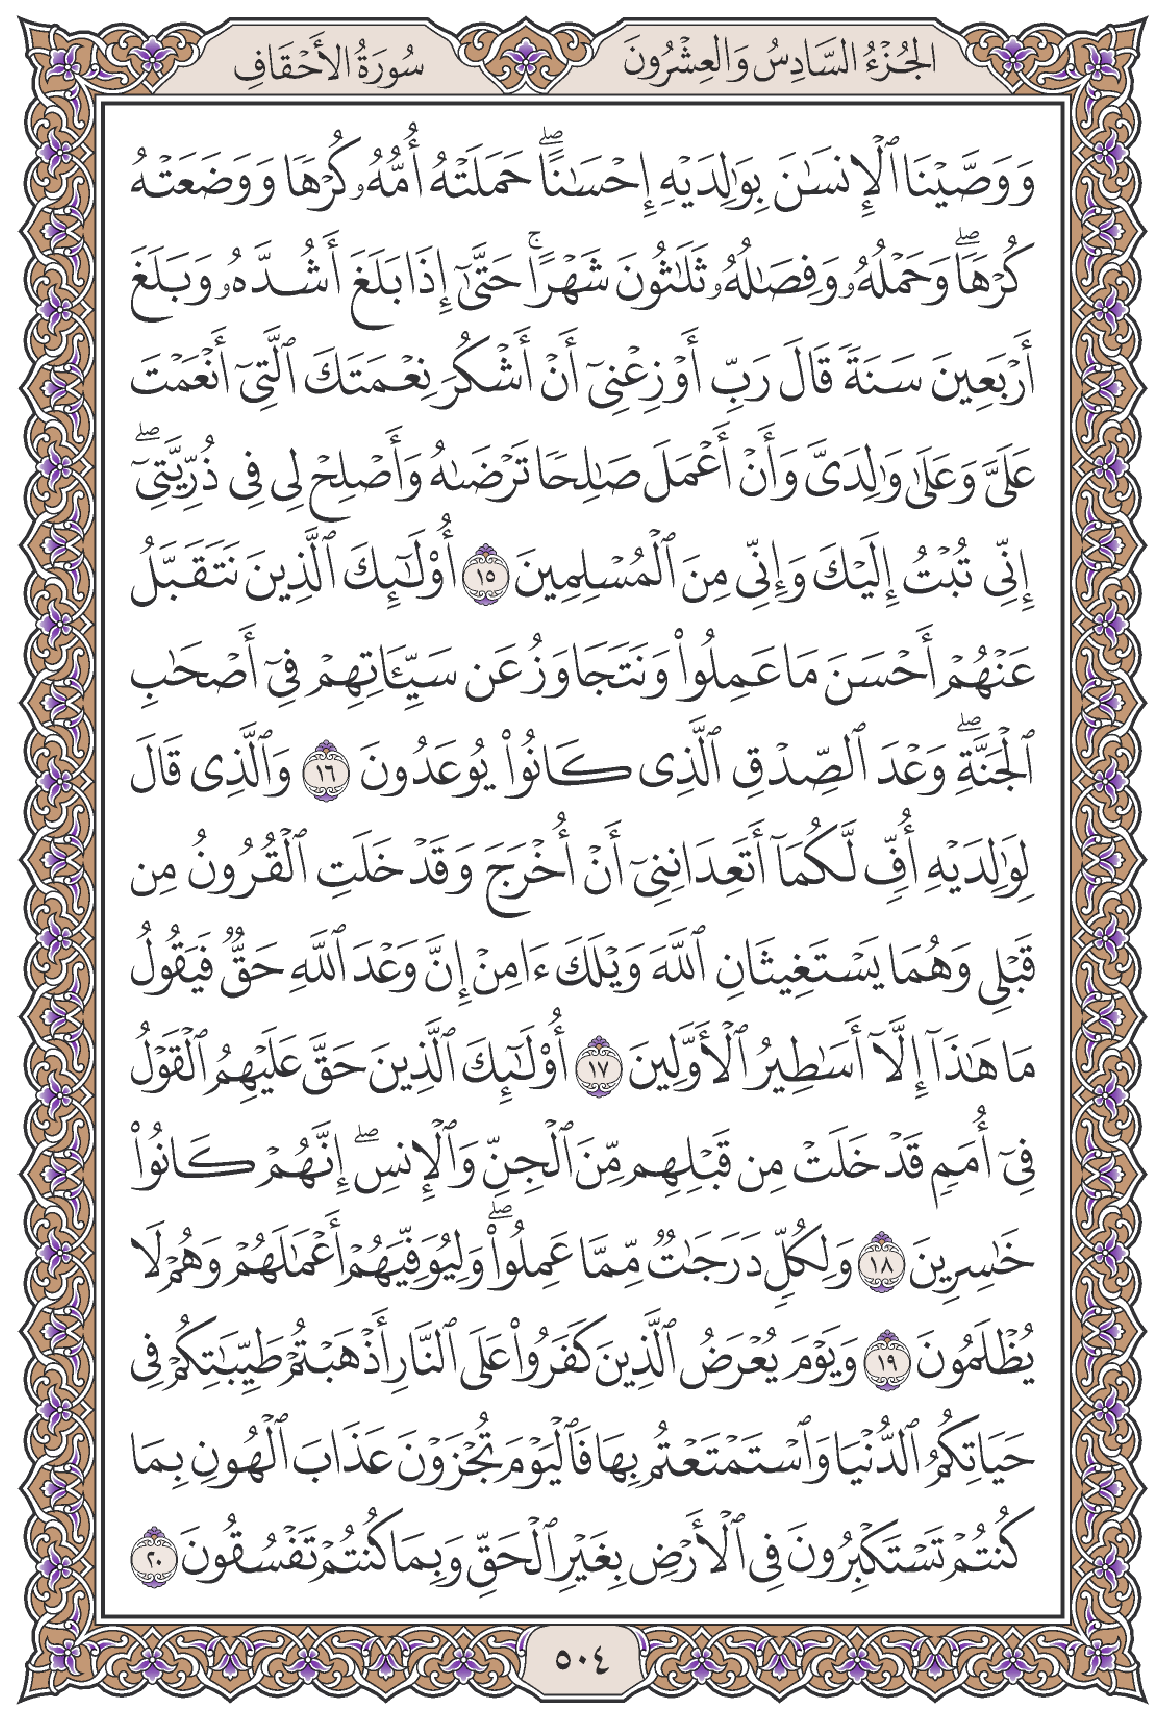 الجُزْءُ السَّادِسُ وَالعِشْرُونَ
سُورَةُ الأَحْقَافِ
وَوَصَّيْنَا ٱلْإِنسَٰنَ بِوَٰلِدَيْهِ إِحْسَٰنًاۖ حَمَلَتْهُ أُمُّهُۥ كُرْهًا وَوَضَعَتْهُ
كُرْهًاۖ وَحَمْلُهُۥ وَفِصَٰلُهُۥ ثَلَٰثُونَ شَهْرًاۚ حَتَّىٰٓ إِذَا بَلَغَ أَشُدَّهُۥ وَبَلَغَ
أَرْبَعِينَ سَنَةً قَالَ رَبِّ أَوْزِعْنِىٓ أَنْ أَشْكُرَ نِعْمَتَكَ ٱلَّتِىٓ أَنْعَمْتَ
عَلَىَّ وَعَلَىٰ وَٰلِدَىَّ وَأَنْ أَعْمَلَ صَٰلِحًا تَرْضَىٰهُ وَأَصْلِحْ لِى فِى ذُرِّيَّتِىٓۖ
إِنِّى تُبْتُ إِلَيْكَ وَإِنِّى مِنَ ٱلْمُسْلِمِينَ ١٥ أُو۟لَٰٓئِكَ ٱلَّذِينَ نَتَقَبَّلُ
عَنْهُمْ أَحْسَنَ مَا عَمِلُوا۟ وَنَتَجَاوَزُ عَن سَيِّـَٔاتِهِمْ فِىٓ أَصْحَٰبِ
ٱلْجَنَّةِۖ وَعْدَ ٱلصِّدْقِ ٱلَّذِى كَانُوا۟ يُوعَدُونَ ١٦ وَٱلَّذِى قَالَ
لِوَٰلِدَيْهِ أُفٍّ لَّكُمَآ أَتَعِدَانِنِىٓ أَنْ أُخْرَجَ وَقَدْ خَلَتِ ٱلْقُرُونُ مِن
قَبْلِى وَهُمَا يَسْتَغِيثَانِ ٱللَّهَ وَيْلَكَ ءَامِنْ إِنَّ وَعْدَ ٱللَّهِ حَقٌّ فَيَقُولُ
مَا هَٰذَآ إِلَّآ أَسَٰطِيرُ ٱلْأَوَّلِينَ ١٧ أُو۟لَٰٓئِكَ ٱلَّذِينَ حَقَّ عَلَيْهِمُ ٱلْقَوْلُ
فِىٓ أُمَمٍ قَدْ خَلَتْ مِن قَبْلِهِم مِّنَ ٱلْجِنِّ وَٱلْإِنسِۖ إِنَّهُمْ كَانُوا۟
خَٰسِرِينَ ١٨ وَلِكُلٍّ دَرَجَٰتٌ مِّمَّا عَمِلُوا۟ۖ وَلِيُوَفِّيَهُمْ أَعْمَٰلَهُمْ وَهُمْ لَا
يُظْلَمُونَ ١٩ وَيَوْمَ يُعْرَضُ ٱلَّذِينَ كَفَرُوا۟ عَلَى ٱلنَّارِ أَذْهَبْتُمْ طَيِّبَٰتِكُمْ فِى
حَيَاتِكُمُ ٱلدُّنْيَا وَٱسْتَمْتَعْتُم بِهَا فَٱلْيَوْمَ تُجْزَوْنَ عَذَابَ ٱلْهُونِ بِمَا
كُنتُمْ تَسْتَكْبِرُونَ فِى ٱلْأَرْضِ بِغَيْرِ ٱلْحَقِّ وَبِمَا كُنتُمْ تَفْسُقُونَ ٢٠
٥٠٤